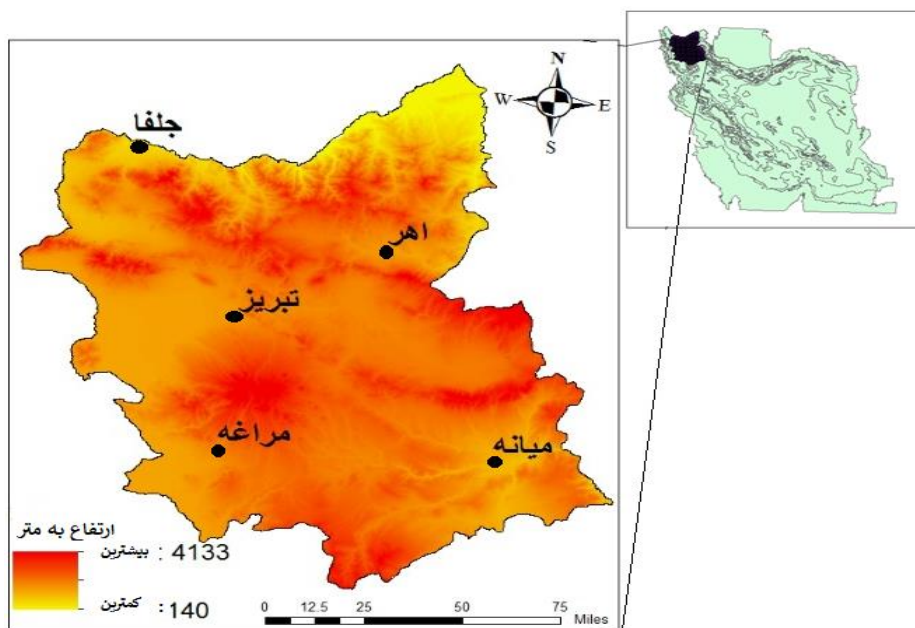 N
W E
S
جلفا
اهر
تبریز
مراغه
میانه
ارتفاع به متر
بیشترین : 4133
کمترین : 140
0 12.5 25 50 75
Miles